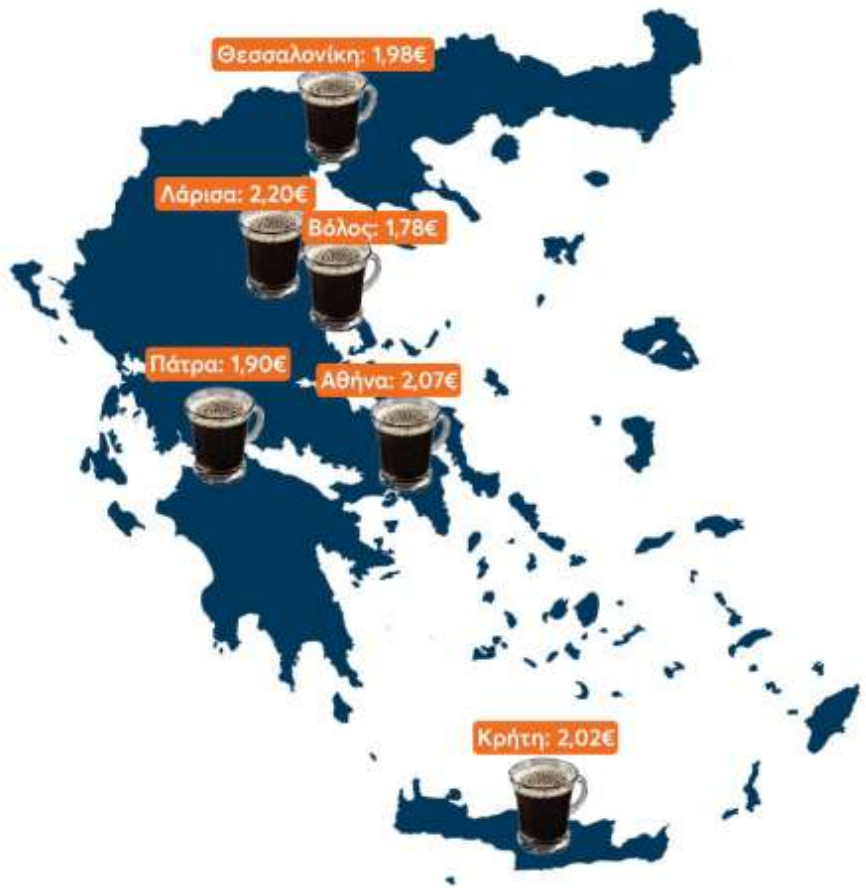 Θεσσαλονίκη: 1,98€
Λάρισα: 2,20€
Βόλος: 1,78€
Πάτρα: 1,90€
Αθήνα: 2,07€
Κρήτη: 2,02€